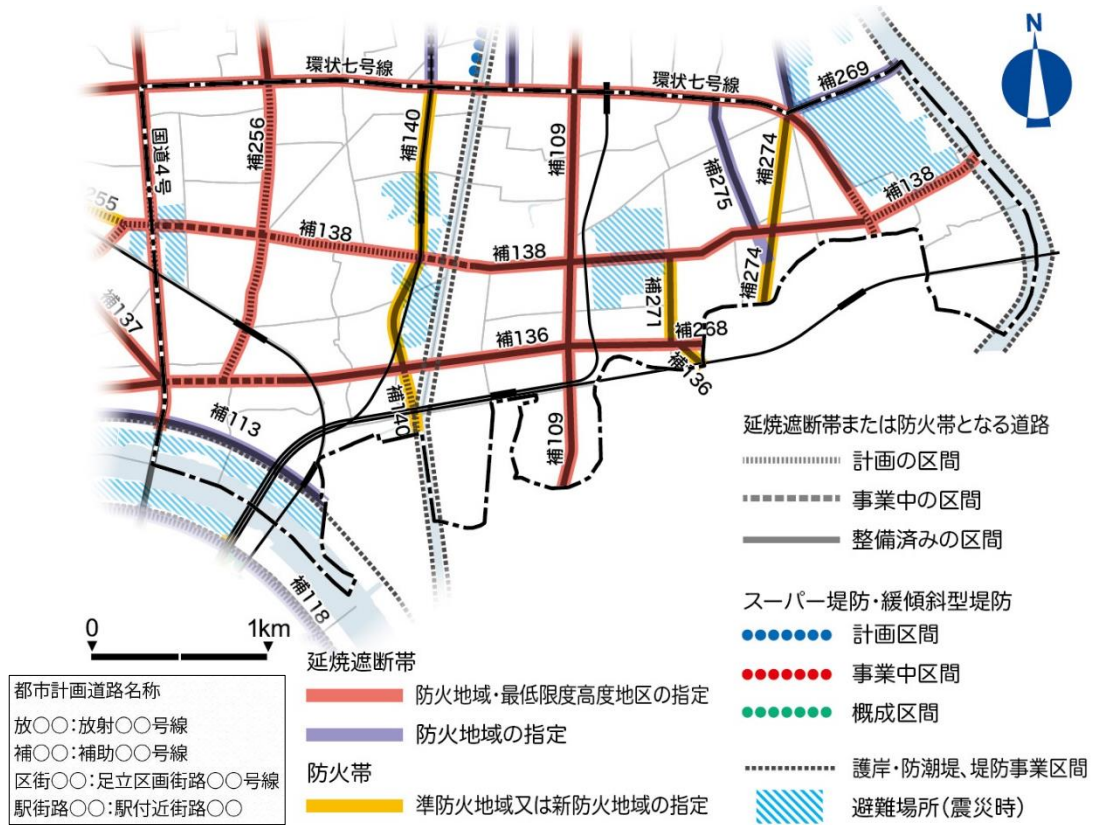 N
環状七号線
環状七号線
補269
補256
補140
補109
国道4号
補275
補274
補138
255
補138
補138
補274
補271
補268
補137
補136
補136
補113
補140
補109
補118
0
1km
都市計画道路名称
放○○:放射○○号線
補○○:補助○○号線
区街○○:足立区画街路○○号線
駅街路○○:駅付近街路○○
延焼遮断帯
防火地域・最低限度高度地区の指定
防火地域の指定
防火帯
準防火地域又は新防火地域の指定
延焼遮断帯または防火帯となる道路
計画の区間
事業中の区間
整備済みの区間
スーパー堤防・緩傾斜型堤防
計画区間
事業中区間
概成区間
護岸・防潮堤、堤防事業区間
避難場所(震災時)